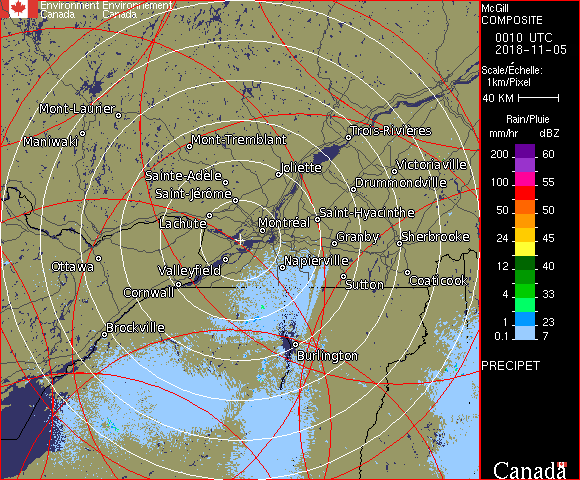 Environment Environnement
Canada Canada
McGill
COMPOSITE
0010 UTC
2018-11-05
Scale/Échelle:
1km/Pixel
40 KM
Rain/Pluie
mm/hr dBZ
200 60
155
100 55
50 50
24 45
12 40
4 33
1 23
0.1 7
PRECIPET
Canada
Mont-Laurier
Maniwaki
Mont-Tremblant
Trois-Rivières
Joliette
Victoriaville
Sainte-Adèle
Drummondville
Saint-Jérôme
Lachute
Montréal
Saint-Hyacinthe
Granby
Sherbrooke
Ottawa
Valleyfield
Napierville
Cornwall
Sutton
Coaticook
Brockville
Burlington